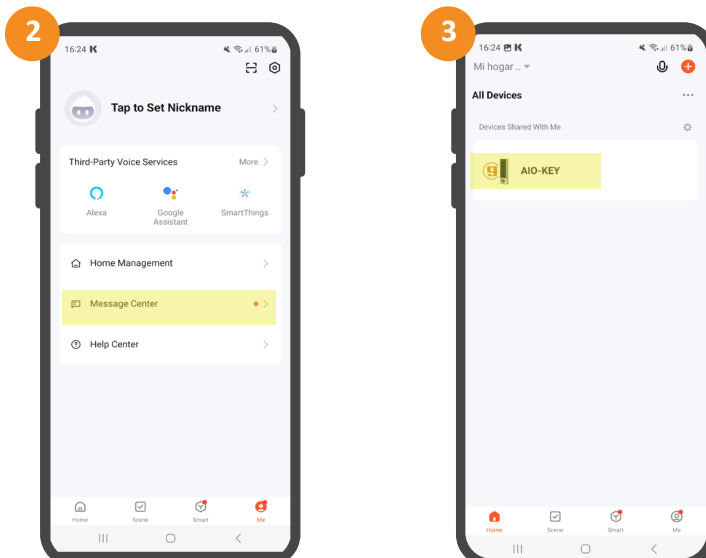 2
16:24 K 61%
Tap to Set Nickname
Third-Party Voice Services More
Alexa
Google Assistant
SmartThings
Home Management
Message Center
Help Center
Home Scene Smart Me
3
16:24 K 61%
Mi hogar ..
All Devices ...
Devices Shared With Me
g AIO-KEY
Home Scene Smart Me